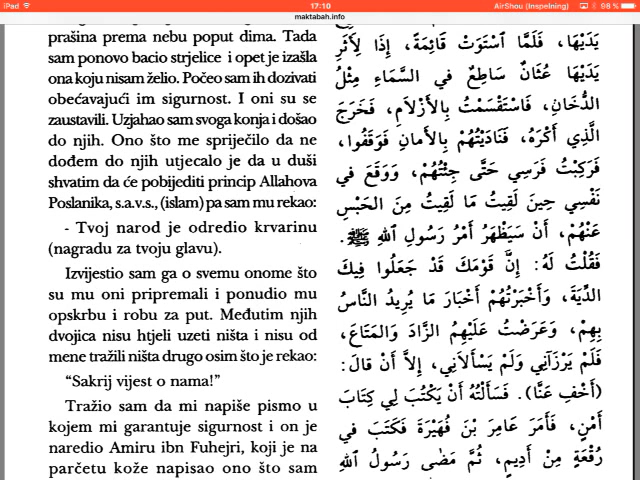 iPad
17:10
AirShou (Inspelning)
98 %
maktabah.info
prašina prema nebu poput dima. Tada
sam ponovo bacio strjelice i opet je izašla
ona koju nisam želio. Počeo sam ih dozivati
obećavajući im sigurnost. I oni su se
zaustavili. Uzjahao sam svoga konja i došao
do njih. Ono što me spriječilo da ne
dođem do njih utjecalo je da u duši
shvatim da će pobijediti princip Allahova
Poslanika, s.a.v.s., (islam) pa sam mu rekao:
- Tvoj narod je odredio krvarinu
(nagradu za tvoju glavu).
Izvijestio sam ga o svemu onome što
su mu oni pripremali i ponudio mu
opskrbu i robu za put. Međutim njih
dvojica nisu htjeli uzeti ništa i nisu od
mene tražili ništa drugo osim što je rekao:
“Sakrij vijest o nama!”
Tražio sam da mi napiše pismo u
kojem mi garantuje sigurnost i on je
naredio Amiru ibn Fuhejri, koji je na
parčetu kože napisao ono što sam
يَدَيْهَا، فَلَمَّا اسْتَوَتْ قَائِمَةً، إِذَا لِأَثَرِ
يَدَيْهَا عُثَانٌ سَاطِعٌ في السَّمَاءِ مِثْلُ
الدُّخَانِ، فَاسْتَقْسَمْتُ بِالأَزْلاَمِ، فَخَرَجَ
الَّذِي أَكْرَهُ، فَنَادَيْتُهُمْ بِالأَمانِ فَوَقَفُوا،
فَرَكِبْتُ فَرَسِي حَتَّى جِئْتُهُمْ، وَوَقَعَ في
نَفْسِي حِينَ لَقِيتُ مَا لَقِيتُ مِنَ الحَبْسِ
عَنْهُمْ، أَنْ سَيَظْهَرُ أَمْرُ رَسُولِ اللهِ ﷺ.
فَقُلْتُ لَهُ: إِنَّ قَوْمَكَ قَدْ جَعَلُوا فِيكَ
الدِّيَةَ، وَأَخْبَرْتُهُمْ أَخْبَارَ مَا يُرِيدُ النَّاسُ
بِهِمْ، وَعَرَضْتُ عَلَيْهِمُ الزَّادَ وَالمَتَاعَ،
فَلَمْ يَرْزَآنِي وَلَمْ يَسْأَلاَنِي، إِلاَّ أَنْ قالَ:
(أَخْفِ عَنَّا). فَسَأَلْتُهُ أَنْ يَكْتُبَ لِي كِتَابَ
أَمْنٍ، فَأَمَرَ عَامِرَ بْنَ فُهَيْرَةَ فَكَتَبَ في
رُقْعَةٍ مِنْ أَدِيمٍ، ثُمَّ مَضَى رَسُولُ اللهِ